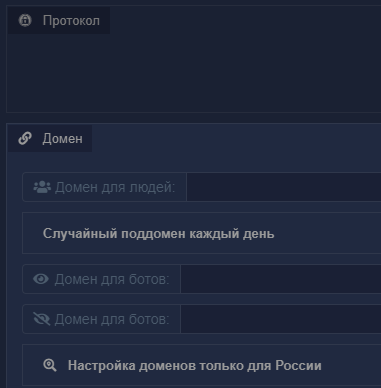 Протокол
Домен
Домен для людей:
Случайный поддомен каждый день
Домен для ботов:
Домен для ботов:
Настройка доменов только для России